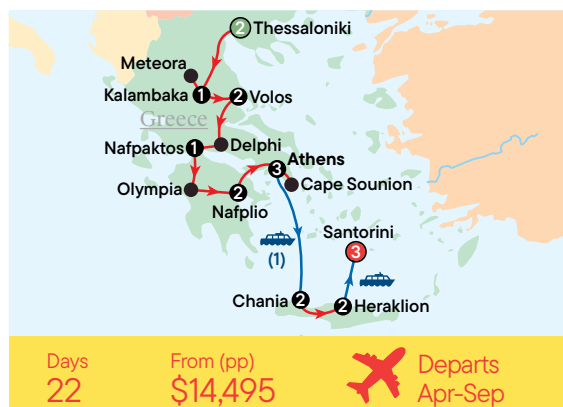 2 Thessaloniki
Meteora
Kalambaka 1
2 Volos
Greece
Nafpaktos 1
Delphi
Athens
3
Cape Sounion
Olympia
2
Nafplio
Santorini
3
(1)
Chania 2
2 Heraklion
Days
22
From (pp)
$14,495
Departs
Apr-Sep